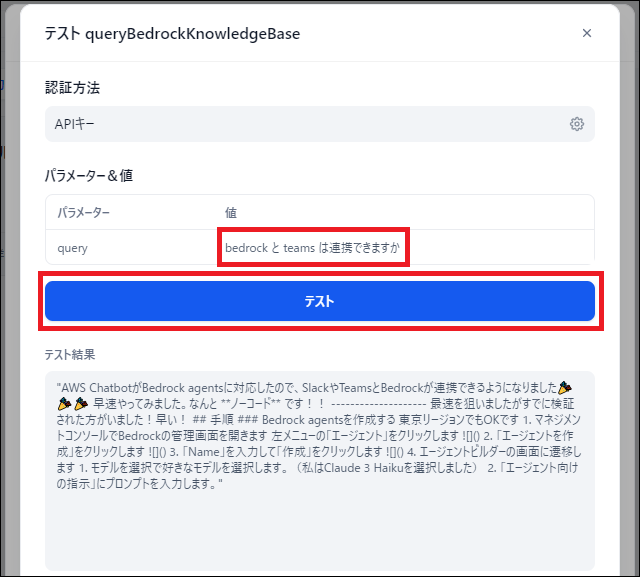 テスト queryBedrockKnowledgeBase
認証方法
APIキー
パラメーター＆値
パラメーター 値
query bedrock と teams は連携できますか
テスト
テスト結果
"AWS ChatbotがBedrock agentsに対応したので、SlackやTeamsとBedrockが連携できるようになりました🎉
🎉🎉 早速やってみました。なんと **ノーコード** です！！ ---------------------- 最速を狙いましたがすでに検証
された方がいました！早い！ ## 手順 ### Bedrock agentsを作成する 東京リージョンでもOKです 1. マネジメ
ントコンソールでBedrockの管理画面を開きます 左メニューの「エージェント」をクリックします ![]() 2. 「エージェントを作
成」をクリックします ![]() 3. 「Name」を入力して「作成」をクリックします ![]() 4. エージェントビルダーの画面に遷移し
ます 1. モデルを選択で好きなモデルを選択します。（私はClaude 3 Haikuを選択しました） 2. 「エージェント向け
の指示」にプロンプトを入力します。"